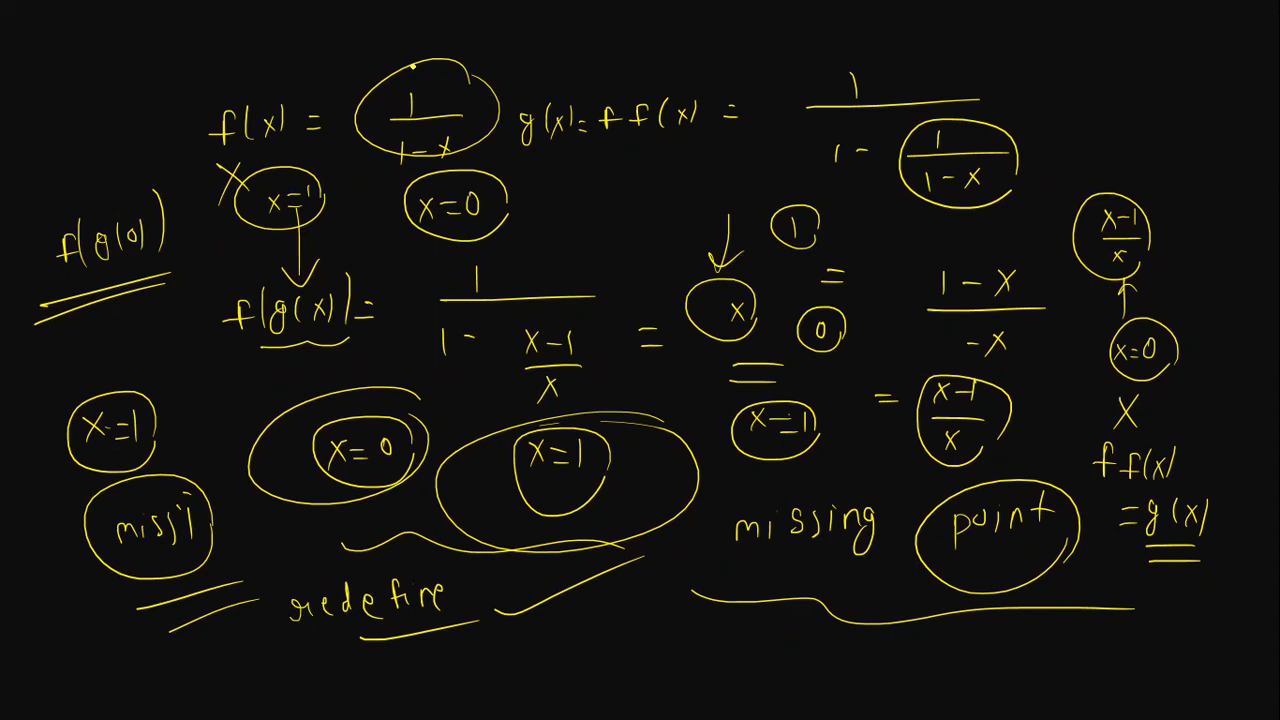 f(x) = 1/(1-x)   g(x) = f f(x) = 1/(1 - 1/(1-x))
X x=1   x=0
f(g(0))
1   = (1-x)/(-x)   (x-1)/x
f(g(x)) = 1/(1 - (x-1)/x) = x   0
x=0
X
x=1   = (x-1)/x
x=1   x=0   x=1
f f(x)
= g(x)
missi   missing point
redefine